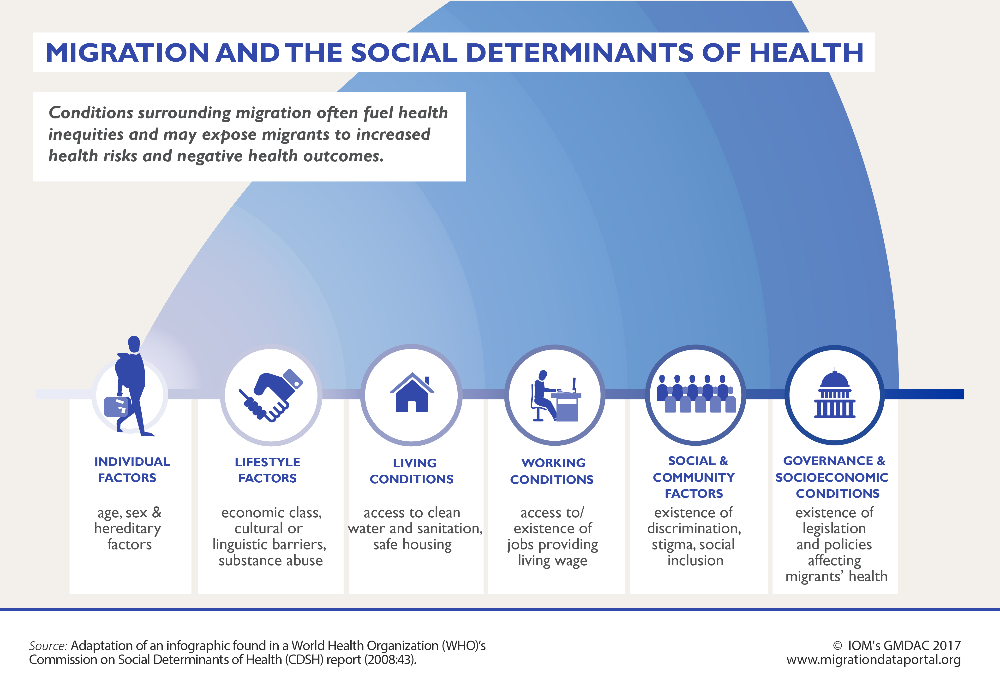 MIGRATION AND THE SOCIAL DETERMINANTS OF HEALTH
Conditions surrounding migration often fuel health
inequities and may expose migrants to increased
health risks and negative health outcomes.
INDIVIDUAL
FACTORS
age, sex &
hereditary
factors
LIFESTYLE
FACTORS
economic class,
cultural or
linguistic barriers,
substance abuse
LIVING
CONDITIONS
access to clean
water and sanitation,
safe housing
WORKING
CONDITIONS
access to/
existence of
jobs providing
living wage
SOCIAL &
COMMUNITY
FACTORS
existence of
discrimination,
stigma, social
inclusion
GOVERNANCE &
SOCIOECONOMIC
CONDITIONS
existence of
legislation
and policies
affecting
migrants’ health
Source: Adaptation of an infographic found in a World Health Organization (WHO)’s
Commission on Social Determinants of Health (CDSH) report (2008:43).
© IOM's GMDAC 2017
www.migrationdataportal.org